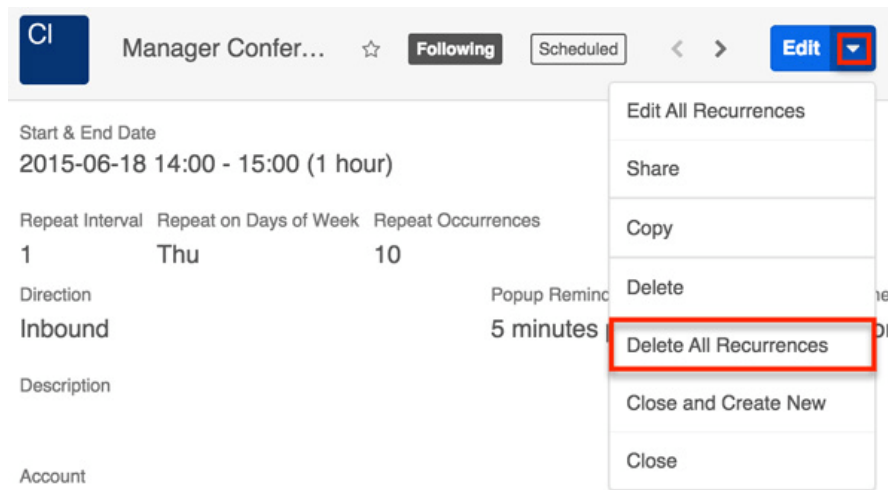 CI
Manager Confer...
Following
Scheduled
Edit
Edit All Recurrences
Start & End Date
2015-06-18 14:00 - 15:00 (1 hour)
Share
Repeat Interval Repeat on Days of Week Repeat Occurrences
Copy
1 Thu 10
Delete
Direction Popup Remind
Inbound 5 minutes
Delete All Recurrences
Description
Close and Create New
Close
Account